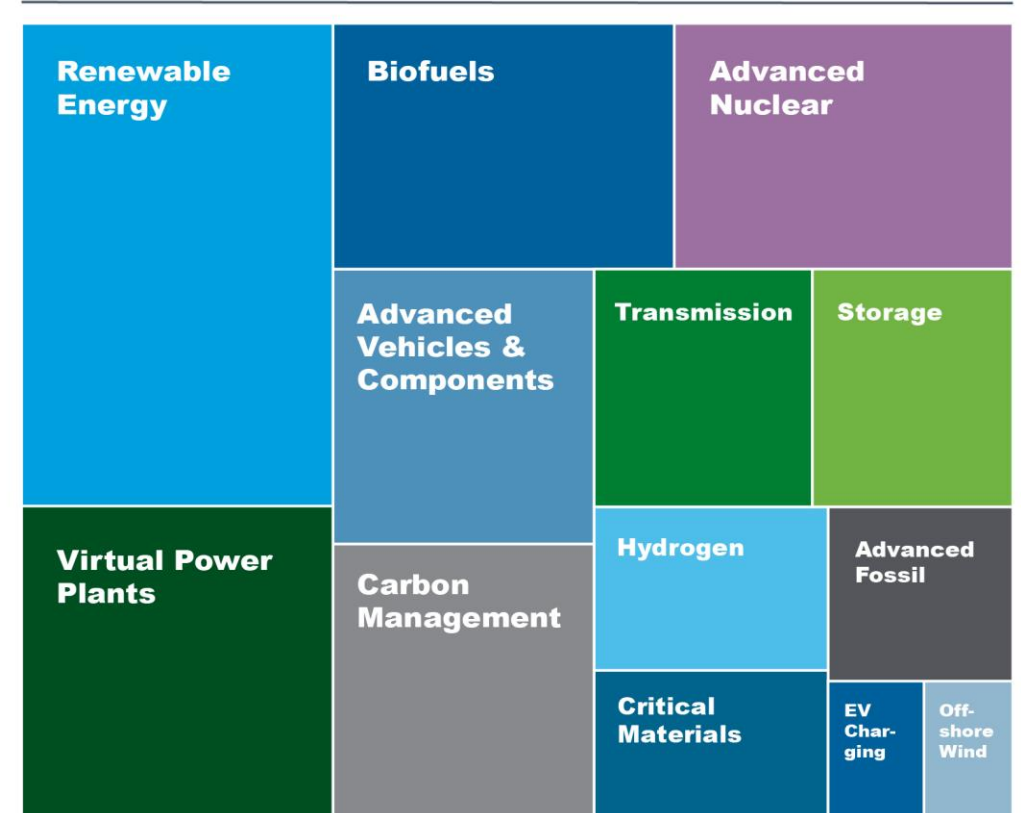 Renewable
Energy
Biofuels
Advanced
Nuclear
Advanced
Vehicles &
Components
Transmission
Storage
Virtual Power
Plants
Carbon
Management
Hydrogen
Advanced
Fossil
Critical
Materials
EV
Char-
ging
Off-
shore
Wind